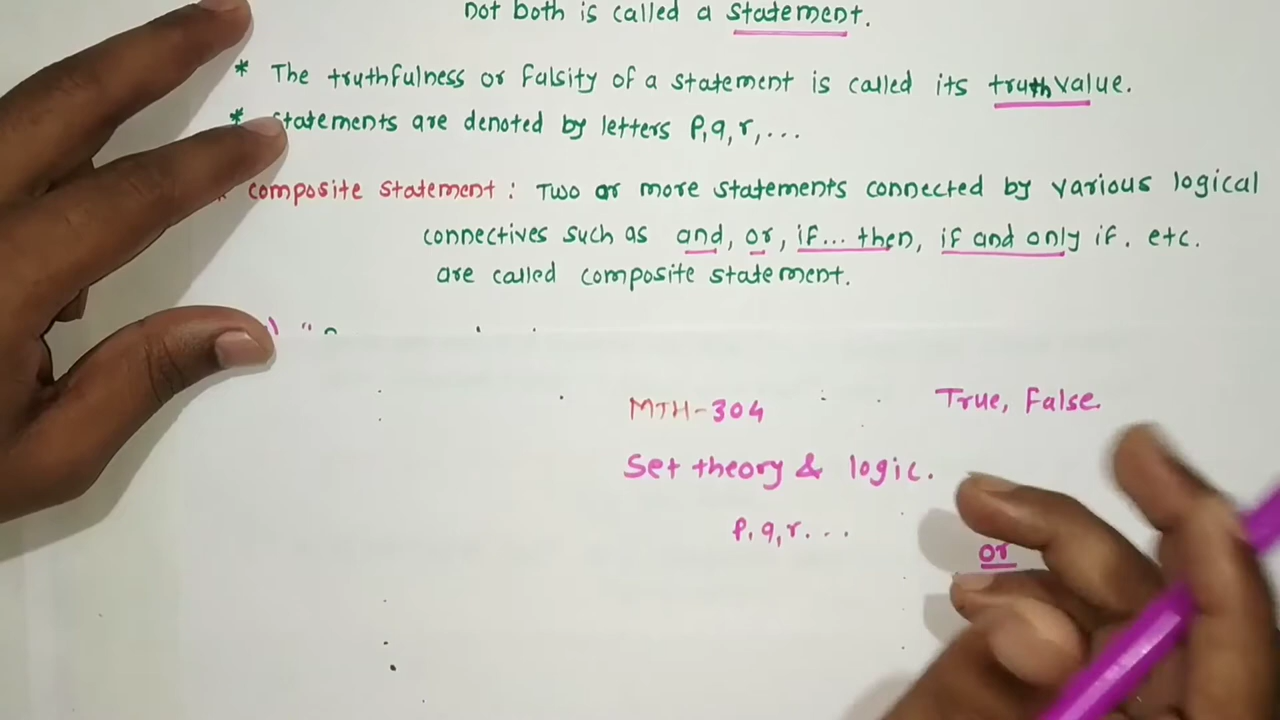 not both is called a statement.
* The truthfulness or falsity of a statement is called its truth value.
* statements are denoted by letters P, q, r, ...
* composite statement : Two or more statements connected by various logical
connectives such as and, or, if... then, if and only if. etc.
are called composite statement.
MTH-304
True, False.
Set theory & logic.
P, q, r...
or